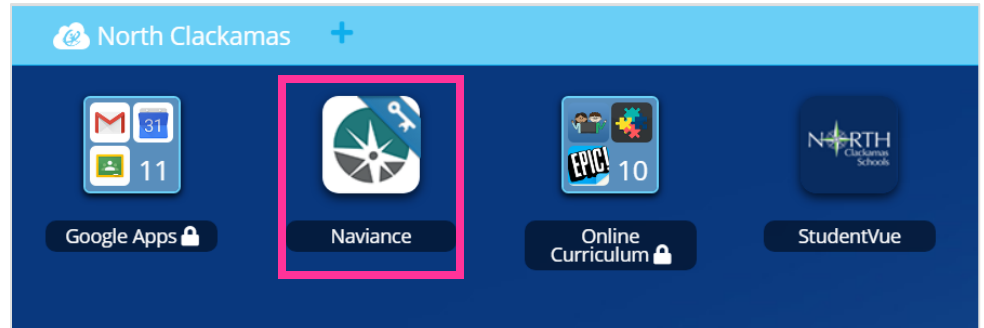 North Clackamas +
31
11
EPIC!
10
NORTH
Clackamas
Schools
Google Apps
Naviance
Online
Curriculum
StudentVue